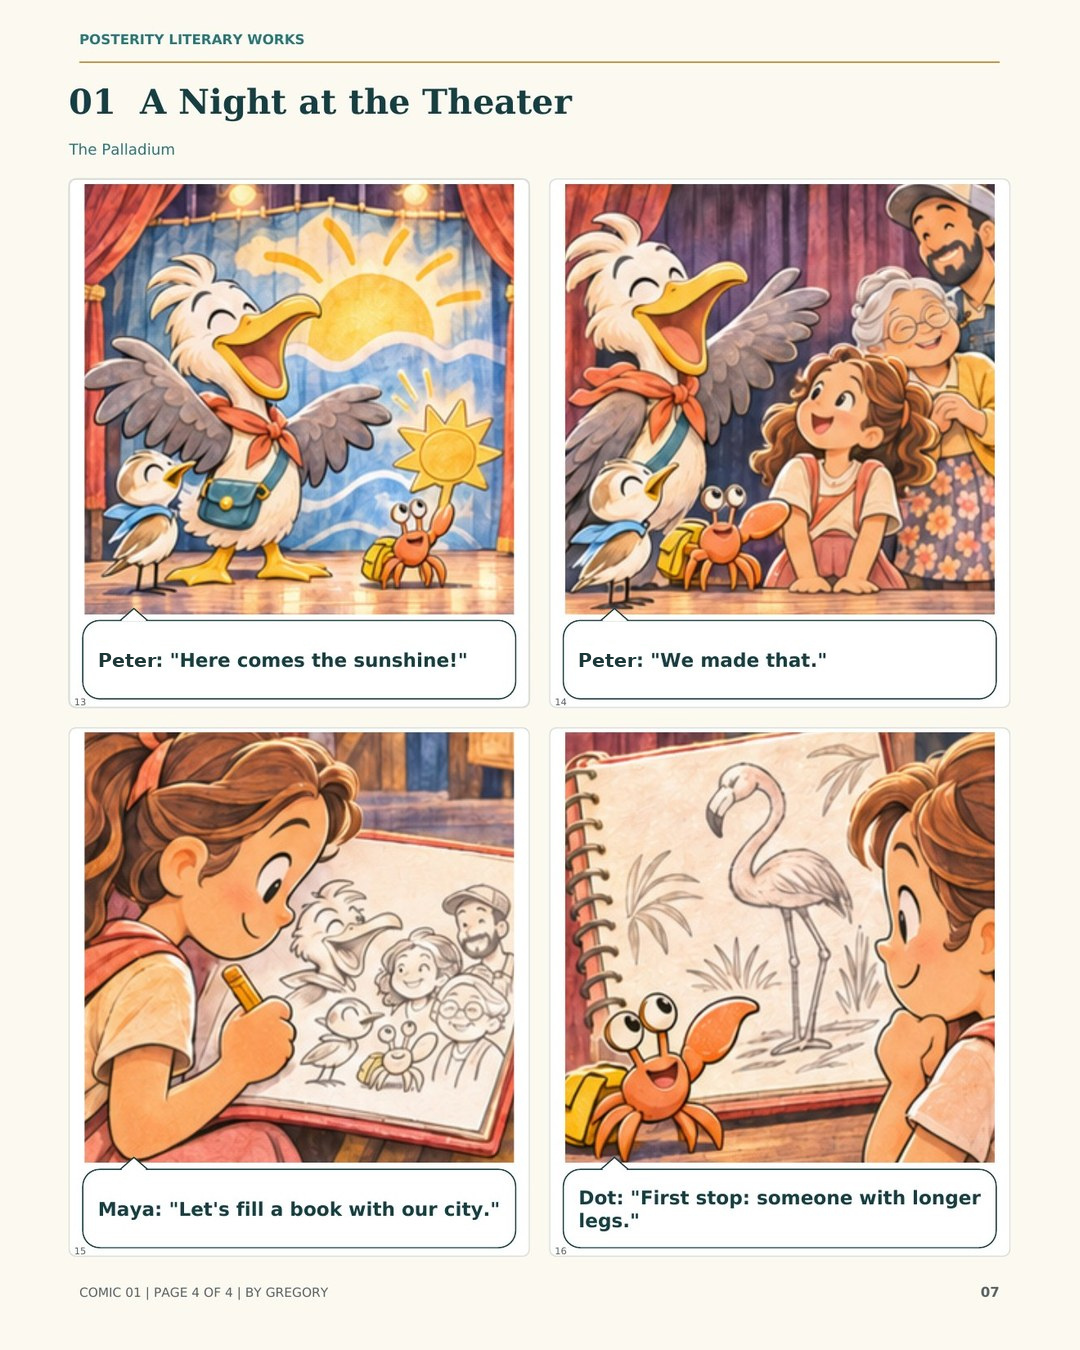 POSTERITY LITERARY WORKS
01 A Night at the Theater
The Palladium
Peter: "Here comes the sunshine!"
13
Peter: "We made that."
14
Maya: "Let's fill a book with our city."
15
Dot: "First stop: someone with longer
legs."
16
COMIC 01 | PAGE 4 OF 4 | BY GREGORY
07